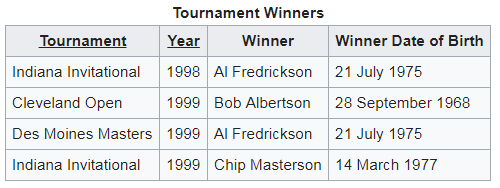 Tournament Winners
Tournament Year Winner Winner Date of Birth
Indiana Invitational 1998 Al Fredrickson 21 July 1975
Cleveland Open 1999 Bob Albertson 28 September 1968
Des Moines Masters 1999 Al Fredrickson 21 July 1975
Indiana Invitational 1999 Chip Masterson 14 March 1977